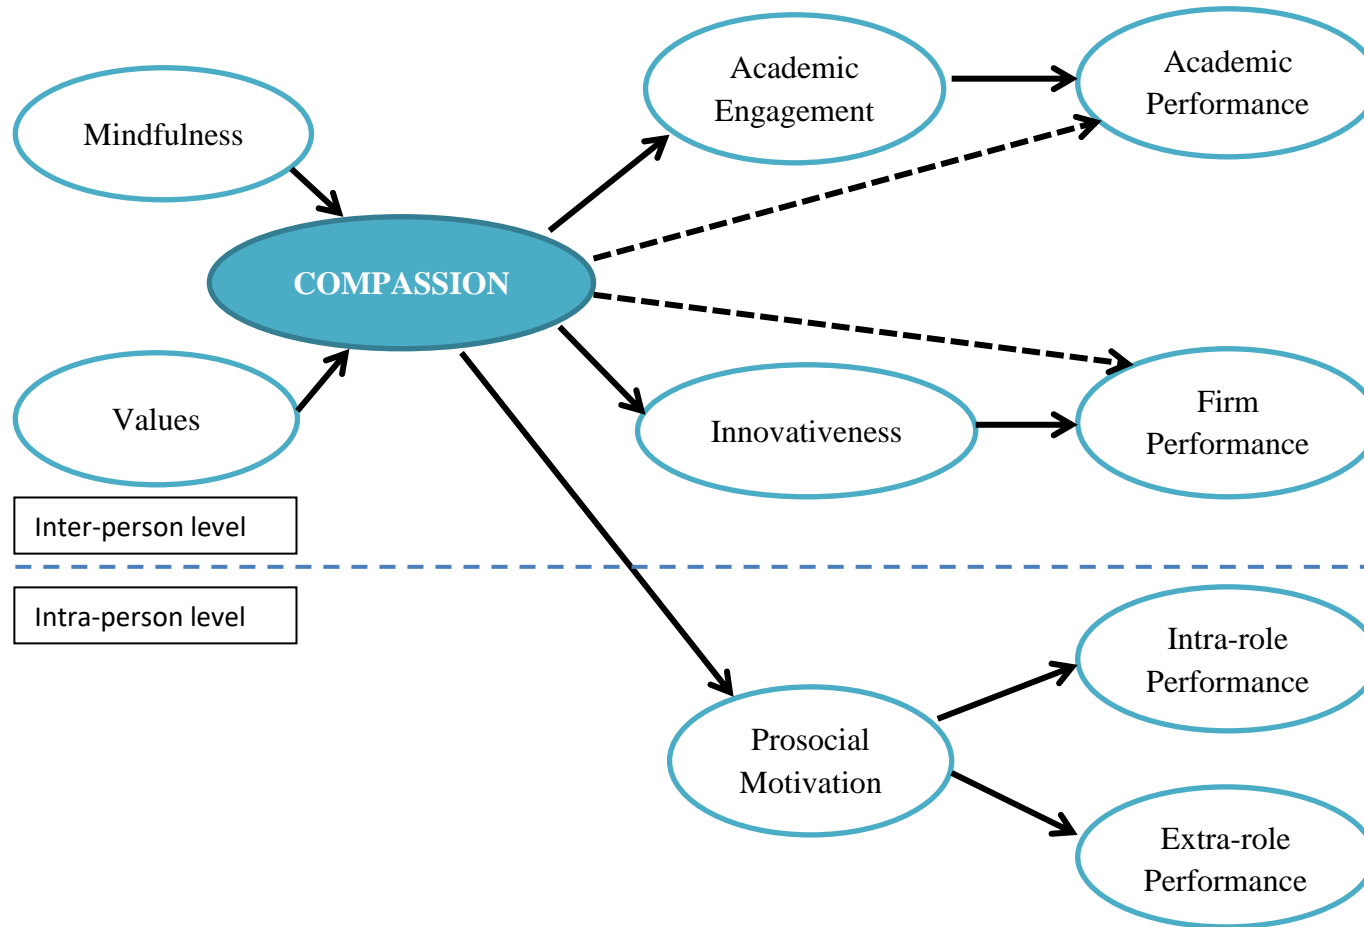 Academic
Engagement
Academic
Performance
Mindfulness
COMPASSION
Values
Innovativeness
Firm
Performance
Inter-person level
Intra-person level
Intra-role
Performance
Prosocial
Motivation
Extra-role
Performance